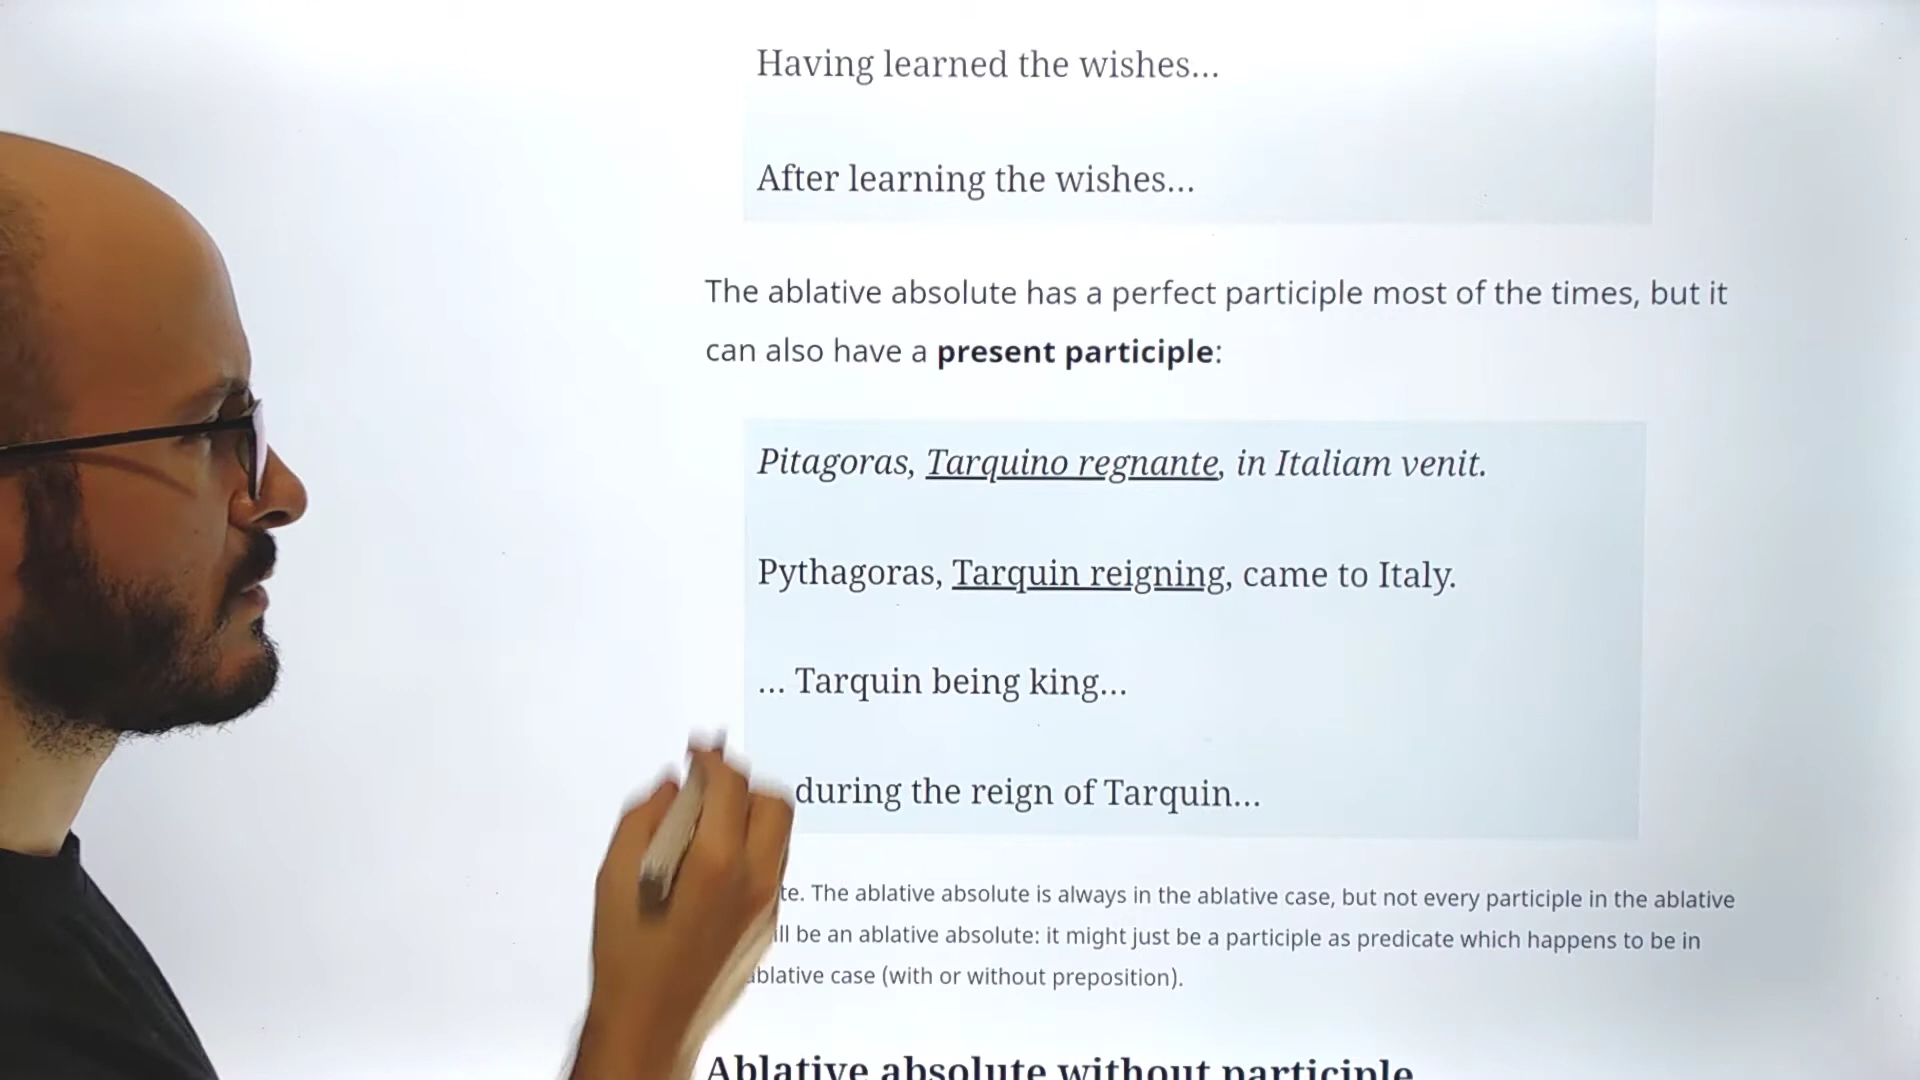 Having learned the wishes...
After learning the wishes...
The ablative absolute has a perfect participle most of the times, but it
can also have a present participle:
Pitagoras, Tarquino regnante, in Italiam venit.
Pythagoras, Tarquin reigning, came to Italy.
... Tarquin being king...
during the reign of Tarquin...
The ablative absolute is always in the ablative case, but not every participle in the ablative
be an ablative absolute: it might just be a participle as predicate which happens to be in
case (with or without preposition).
Ablative absolute without participle